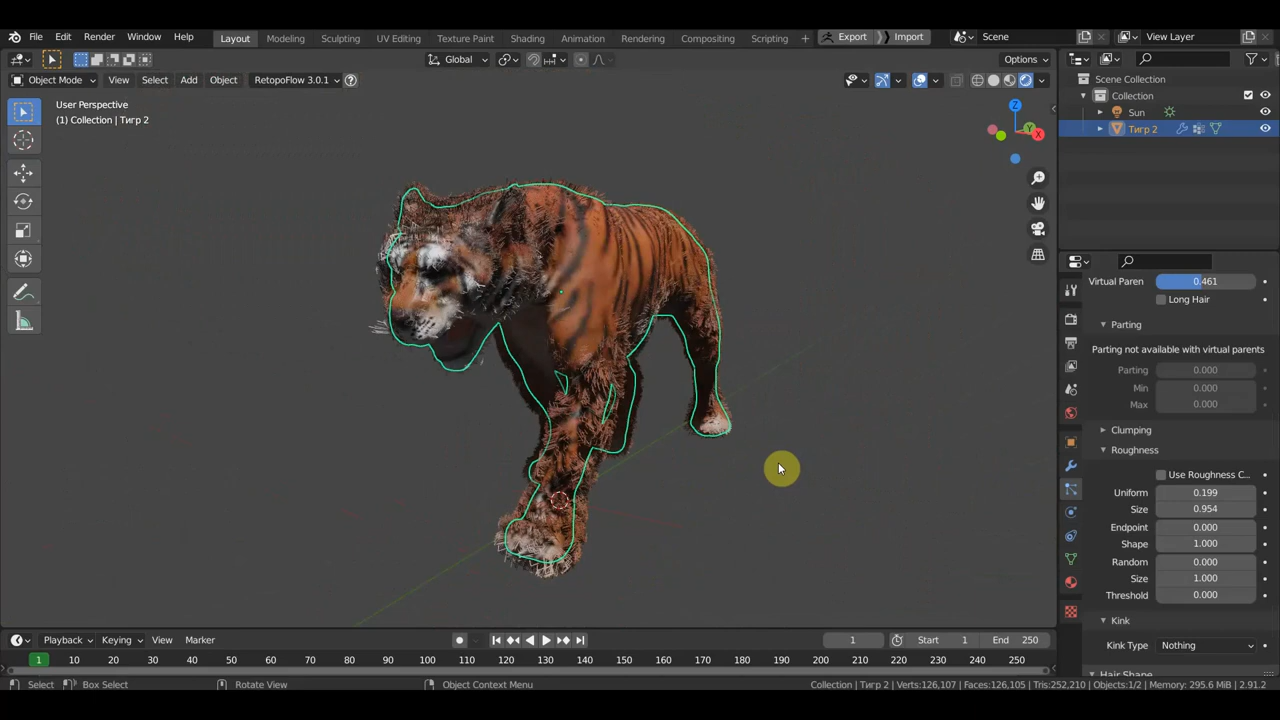 File Edit Render Window Help Layout Modeling Sculpting UV Editing Texture Paint Shading Animation Rendering Compositing Scripting + Export Import Scene View Layer
Object Mode View Select Add Object RetopoFlow 3.0.1 Global Options
User Perspective
(1) Collection | Тигр 2
Z
Y
X
Scene Collection
Collection
Sun
Тигр 2
Virtual Paren 0.461
Long Hair
Parting
Parting not available with virtual parents
Parting 0.000
Min 0.000
Max 0.000
Clumping
Roughness
Use Roughness C...
Uniform 0.199
Size 0.954
Endpoint 0.000
Shape 1.000
Random 0.000
Size 1.000
Threshold 0.000
Kink
Kink Type Nothing
Hair Shape
Playback Keying View Marker 1 Start 1 End 250
1 10 20 30 40 50 60 70 80 90 100 110 120 130 140 150 160 170 180 190 200 210 220 230 240 250
Select Box Select Rotate View Object Context Menu Collection | Тигр 2 | Verts:126,107 | Faces:126,105 | Tris:252,210 | Objects:1/2 | Memory: 295.6 MiB | 2.91.2